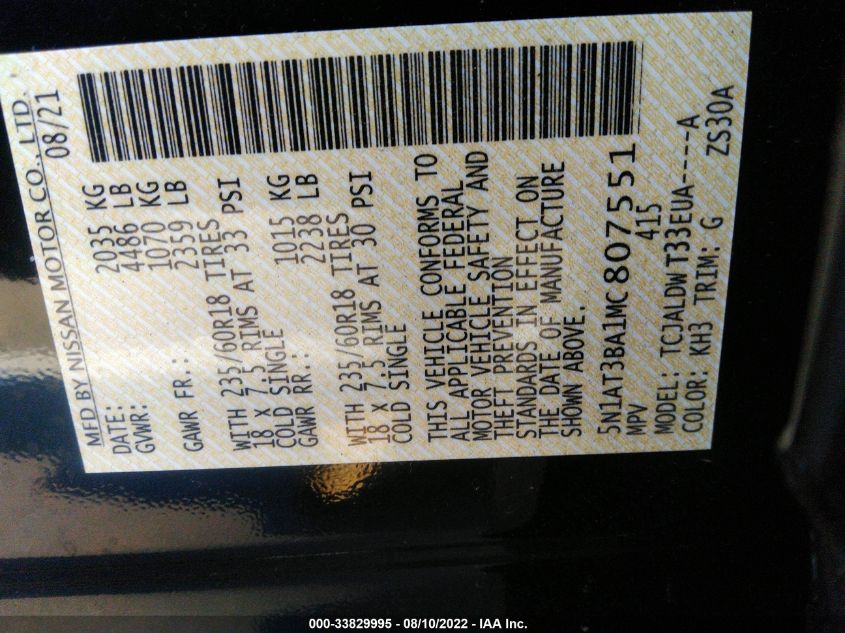 MFD BY NISSAN MOTOR CO., LTD.
DATE: 08/21
GVWR: 2035 KG
4486 LB
GAWR FR.: 1070 KG
2359 LB
WITH 235/60R18 TIRES
18 X 7.5 RIMS AT 33 PSI
COLD SINGLE
GAWR RR.: 1015 KG
2238 LB
WITH 235/60R18 TIRES
18 X 7.5 RIMS AT 30 PSI
COLD SINGLE
THIS VEHICLE CONFORMS TO
ALL APPLICABLE FEDERAL
MOTOR VEHICLE SAFETY AND
THEFT PREVENTION
STANDARDS IN EFFECT ON
THE DATE OF MANUFACTURE
SHOWN ABOVE.
5N1AT3BA1MC807551
MPV 415
MODEL: TCJALDW T33EUA----A
COLOR: KH3 TRIM: G ZS30A
000-33829995 - 08/10/2022 - IAA Inc.